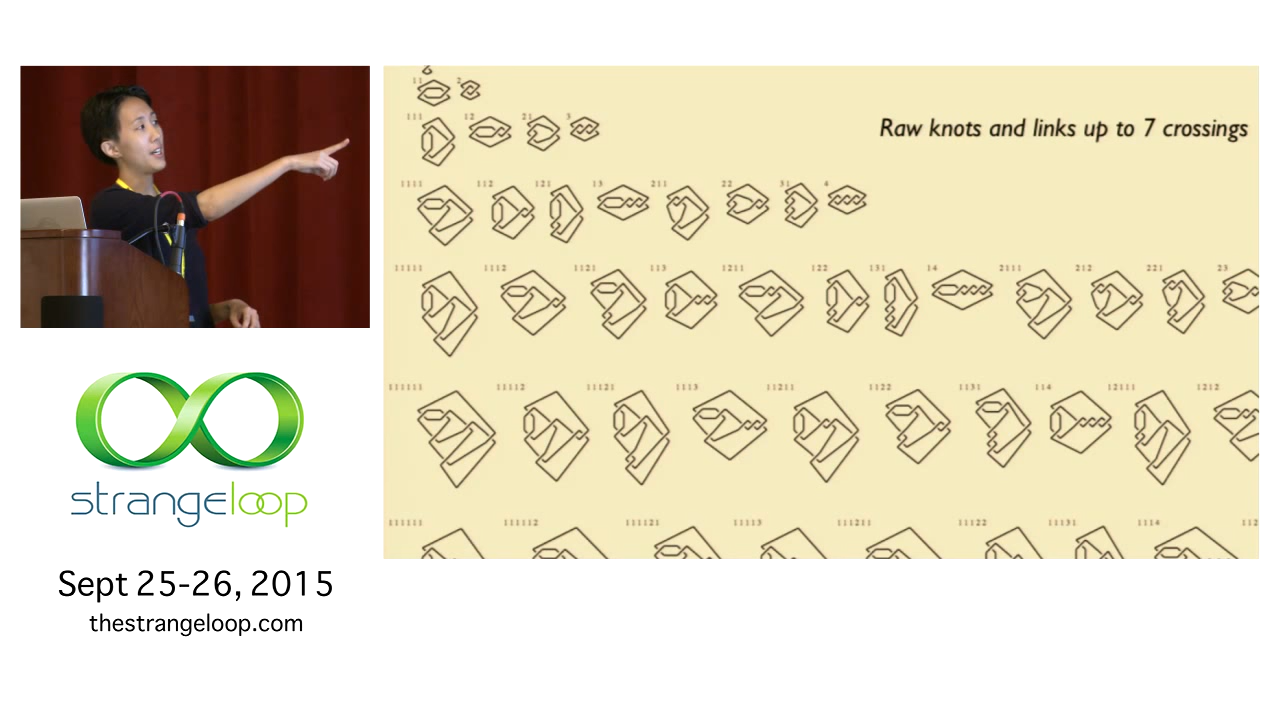 11 2
111 12 21 3
Raw knots and links up to 7 crossings
1111 112 121 13 211 22 31 4
11111 1112 1121 113 1211 122 131 14 2111 212 221 23
111111 11112 11121 1113 11211 1122 1131 114 12111 1212
111111 111112 111121 11113 111211 11122 11131 1114 112
strangeloop
Sept 25-26, 2015
thestrangeloop.com